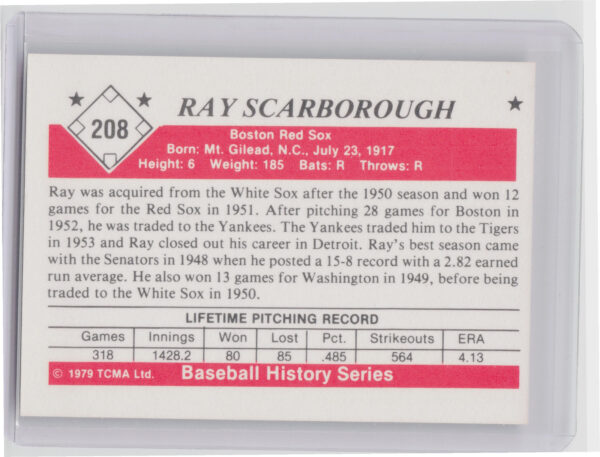 208
RAY SCARBOROUGH
Boston Red Sox
Born: Mt. Gilead, N.C., July 23, 1917
Height: 6 Weight: 185 Bats: R Throws: R
Ray was acquired from the White Sox after the 1950 season and won 12
games for the Red Sox in 1951. After pitching 28 games for Boston in
1952, he was traded to the Yankees. The Yankees traded him to the Tigers
in 1953 and Ray closed out his career in Detroit. Ray's best season came
with the Senators in 1948 when he posted a 15-8 record with a 2.82 earned
run average. He also won 13 games for Washington in 1949, before being
traded to the White Sox in 1950.
LIFETIME PITCHING RECORD
Games Innings Won Lost Pct. Strikeouts ERA
318 1428.2 80 85 .485 564 4.13
© 1979 TCMA Ltd. Baseball History Series